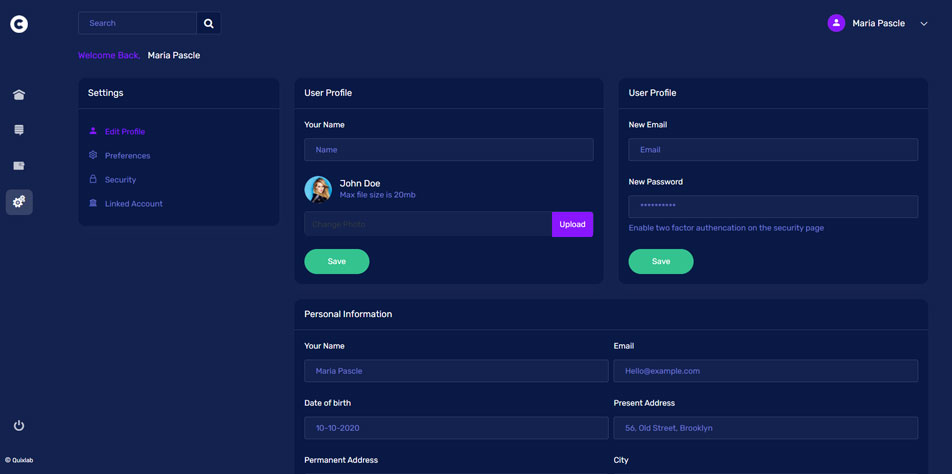 Search
Maria Pascle
Welcome Back, Maria Pascle
Settings
Edit Profile
Preferences
Security
Linked Account
User Profile
Your Name
Name
John Doe
Max file size is 20mb
Change Photo
Upload
Save
User Profile
New Email
Email
New Password
**********
Enable two factor authencation on the security page
Save
Personal Information
Your Name
Email
Maria Pascle
Hello@example.com
Date of birth
Present Address
10-10-2020
56, Old Street, Brooklyn
Permanent Address
City
© Quixlab